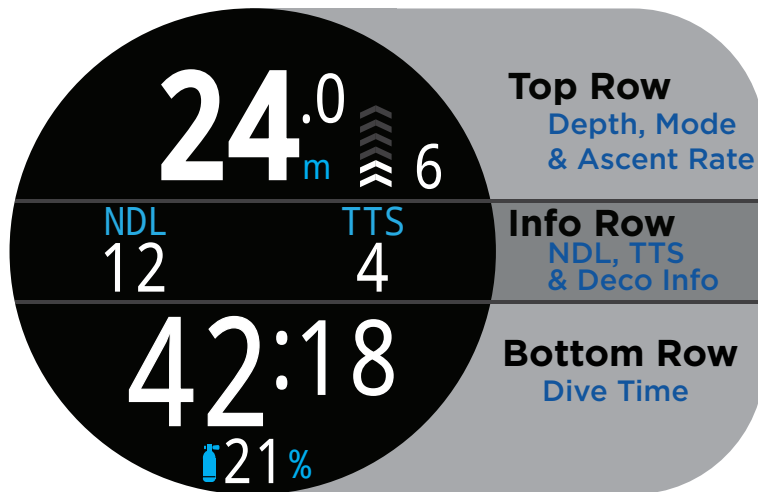 24.0 m 6
Top Row
Depth, Mode
& Ascent Rate
NDL TTS
12 4
Info Row
NDL, TTS
& Deco Info
42:18
21%
Bottom Row
Dive Time